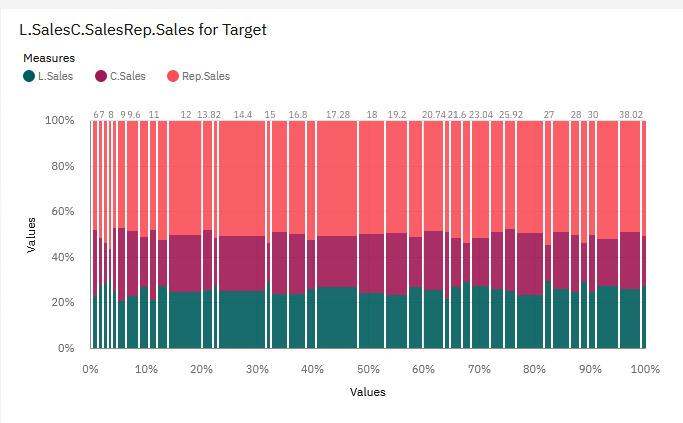 L.SalesC.SalesRep.Sales for Target
Measures
L.Sales C.Sales Rep.Sales
6 7 8 9 9.6 11 12 13.82 14.4 15 16.8 17.28 18 19.2 20.74 21.6 23.04 25.92 27 28 30 38.02
100%
80%
60%
40%
20%
0%
Values
0% 10% 20% 30% 40% 50% 60% 70% 80% 90% 100%
Values